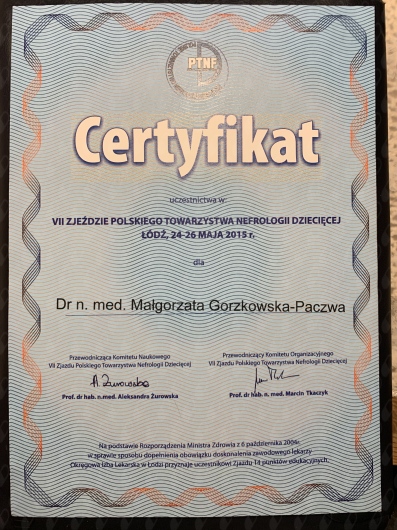 PTNF
Certyfikat
uczestnictwa w:
VII ZJEŹDZIE POLSKIEGO TOWARZYSTWA NEFROLOGII DZIECIĘCEJ
ŁÓDŹ, 24-26 MAJA 2015 r.
dla
Dr n. med. Małgorzata Gorzkowska-Paczwa
Przewodnicząca Komitetu Naukowego
VII Zjazdu Polskiego Towarzystwa Nefrologii Dziecięcej
A. Żurowska
Prof. dr hab. n.med. Aleksandra Żurowska
Przewodniczący Komitetu Organizacyjnego
VII Zjazdu Polskiego Towarzystwa Nefrologii Dziecięcej
Prof. dr hab. n. med. Marcin Tkaczyk
Na podstawie Rozporządzenia Ministra Zdrowia z 6 października 2004r.
w sprawie sposobu dopełnienia obowiązku doskonalenia zawodowego lekarzy
Okręgowa Izba Lekarska w Łodzi przyznaje uczestnikowi Zjazdu 14 punktów edukacyjnych.